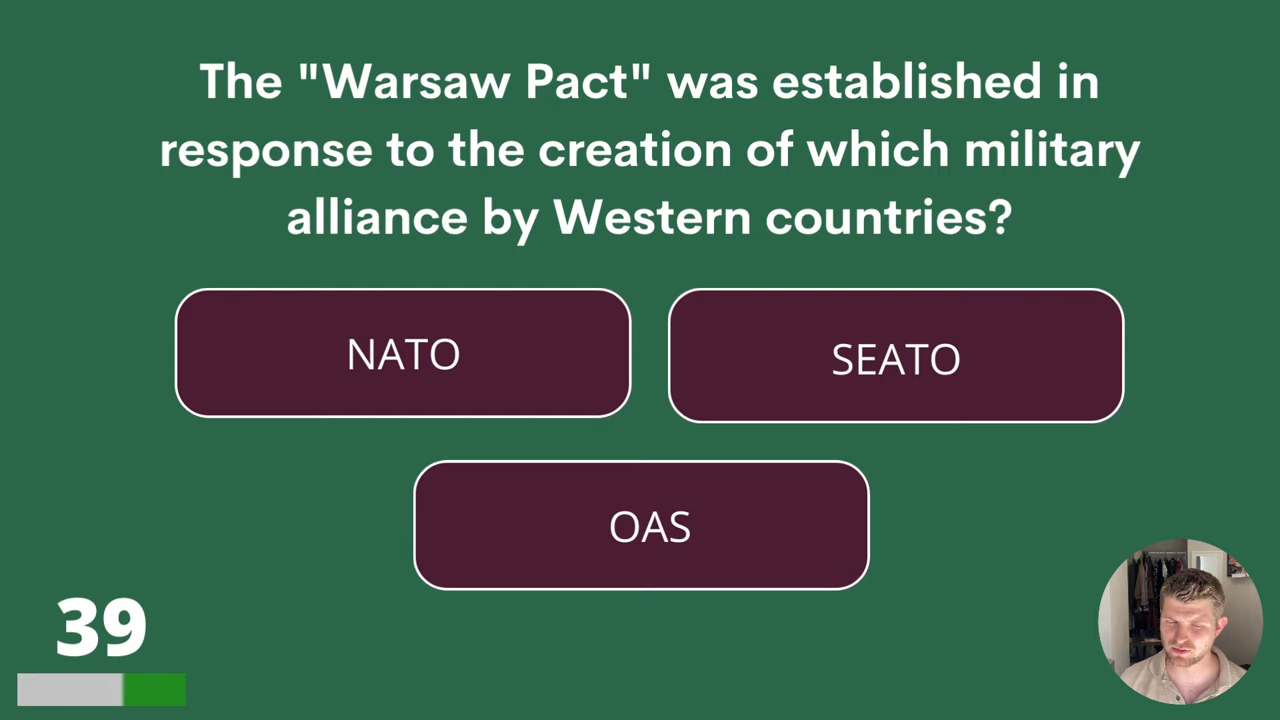 The "Warsaw Pact" was established in
response to the creation of which military
alliance by Western countries?
NATO
SEATO
OAS
39